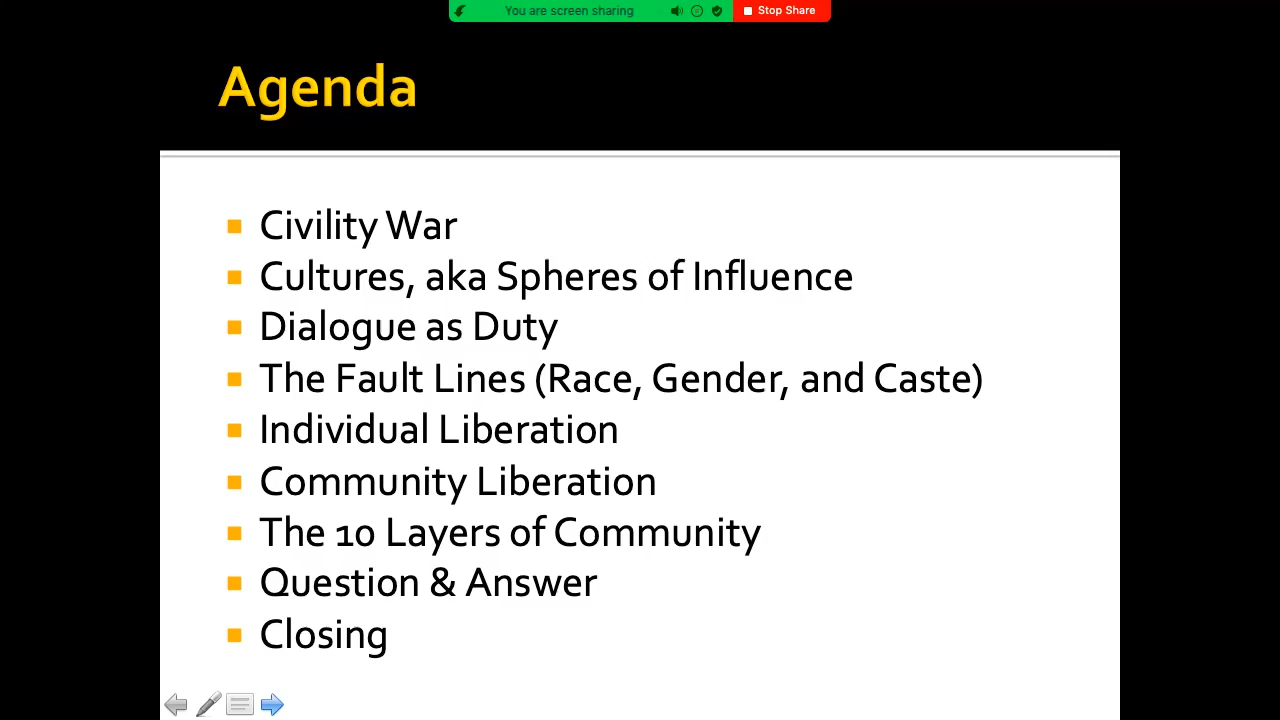 You are screen sharing
Stop Share
Agenda
Civility War
Cultures, aka Spheres of Influence
Dialogue as Duty
The Fault Lines (Race, Gender, and Caste)
Individual Liberation
Community Liberation
The 10 Layers of Community
Question & Answer
Closing